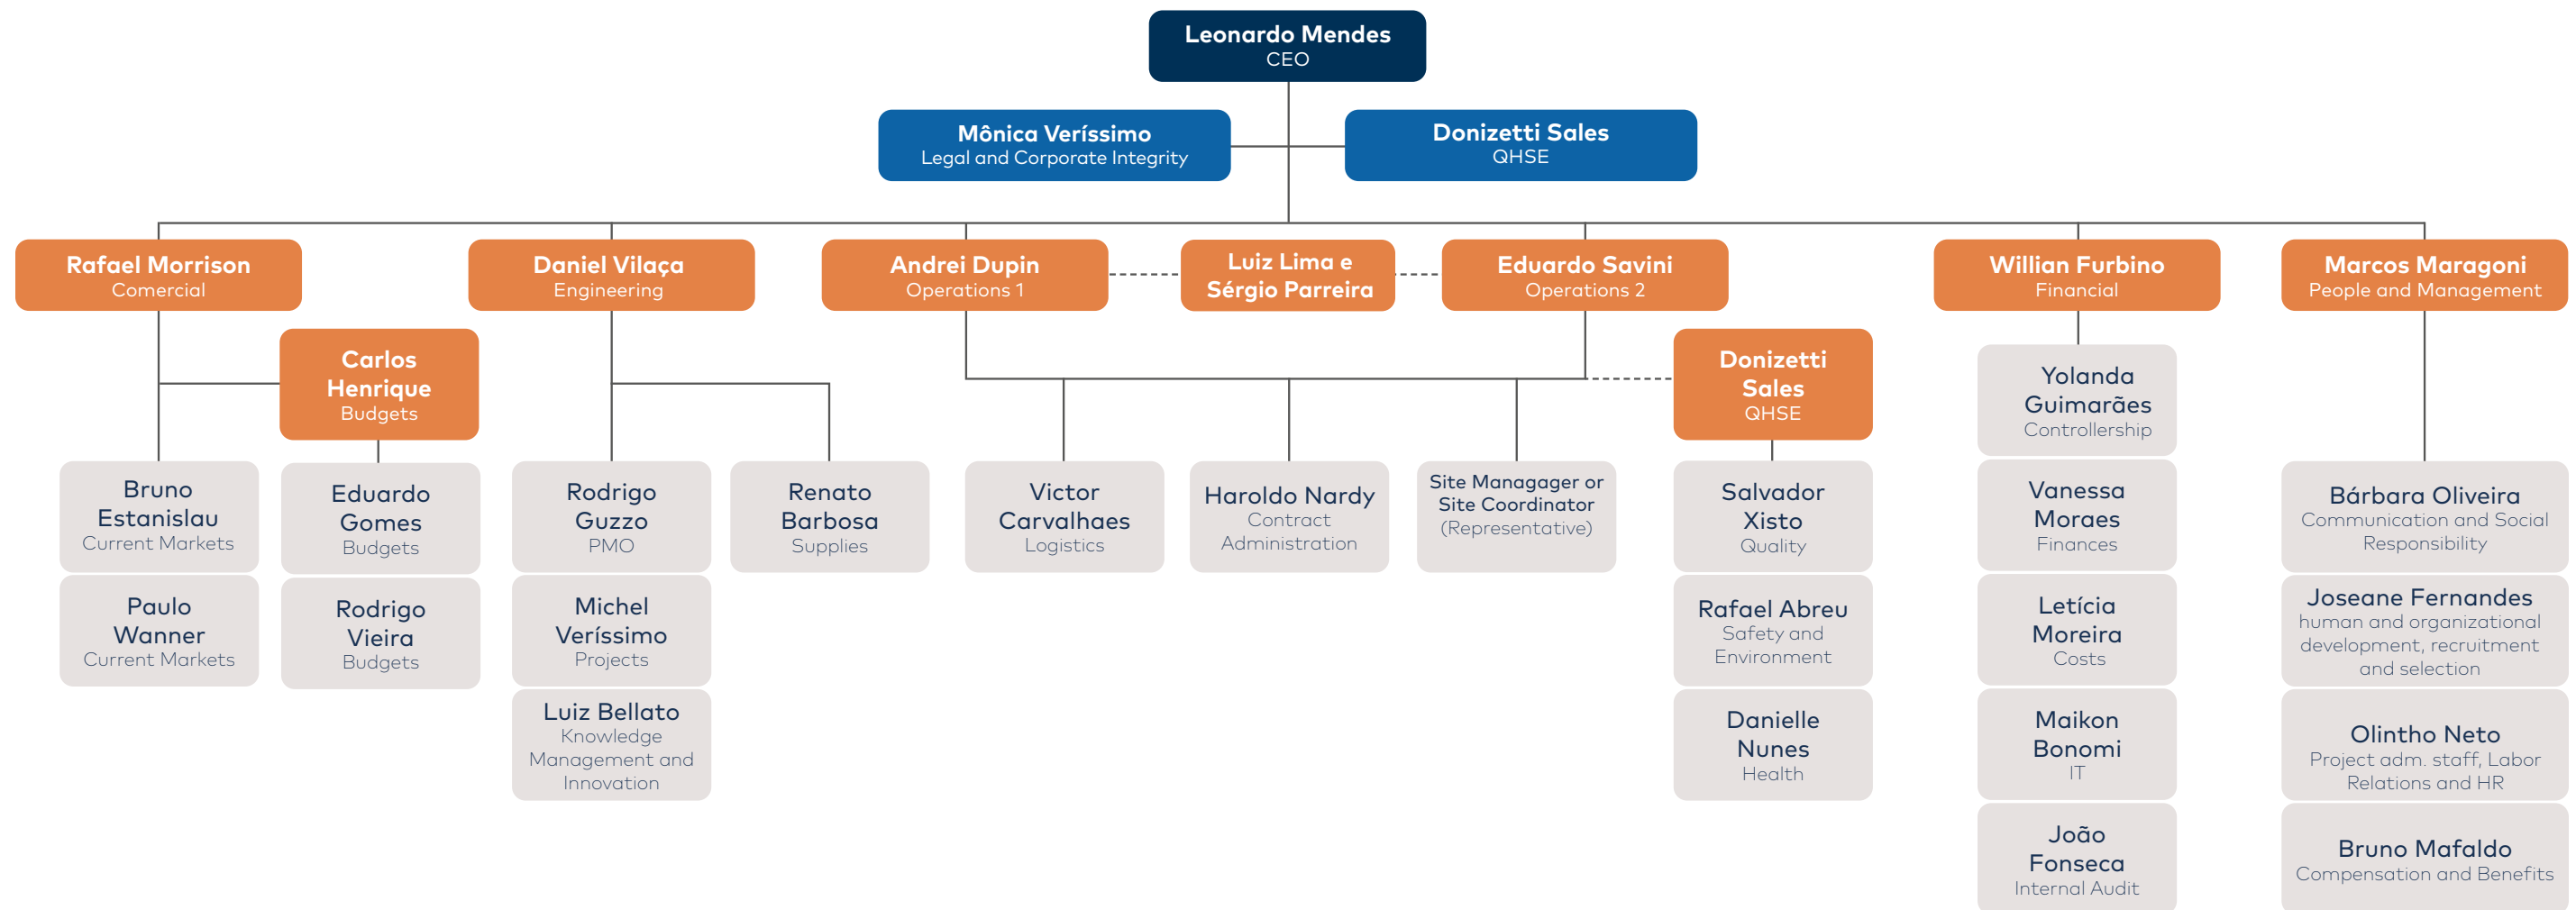 Leonardo Mendes
CEO
Mônica Veríssimo
Legal and Corporate Integrity
Donizetti Sales
QHSE
Rafael Morrison
Comercial
Daniel Vilaça
Engineering
Andrei Dupin
Operations 1
Luiz Lima e
Sérgio Parreira
Eduardo Savini
Operations 2
Willian Furbino
Financial
Marcos Maragoni
People and Management
Carlos
Henrique
Budgets
Donizetti
Sales
QHSE
Bruno
Estanislau
Current Markets
Paulo
Wanner
Current Markets
Eduardo
Gomes
Budgets
Rodrigo
Vieira
Budgets
Rodrigo
Guzzo
PMO
Michel
Veríssimo
Projects
Luiz Bellato
Knowledge
Management and
Innovation
Renato
Barbosa
Supplies
Victor
Carvalhaes
Logistics
Haroldo Nardy
Contract
Administration
Site Managager or
Site Coordinator
(Representative)
Salvador
Xisto
Quality
Rafael Abreu
Safety and
Environment
Danielle
Nunes
Health
Yolanda
Guimarães
Controllership
Vanessa
Moraes
Finances
Letícia
Moreira
Costs
Maikon
Bonomi
IT
João
Fonseca
Internal Audit
Bárbara Oliveira
Communication and Social
Responsibility
Joseane Fernandes
human and organizational
development, recruitment
and selection
Olintho Neto
Project adm. staff, Labor
Relations and HR
Bruno Mafaldo
Compensation and Benefits